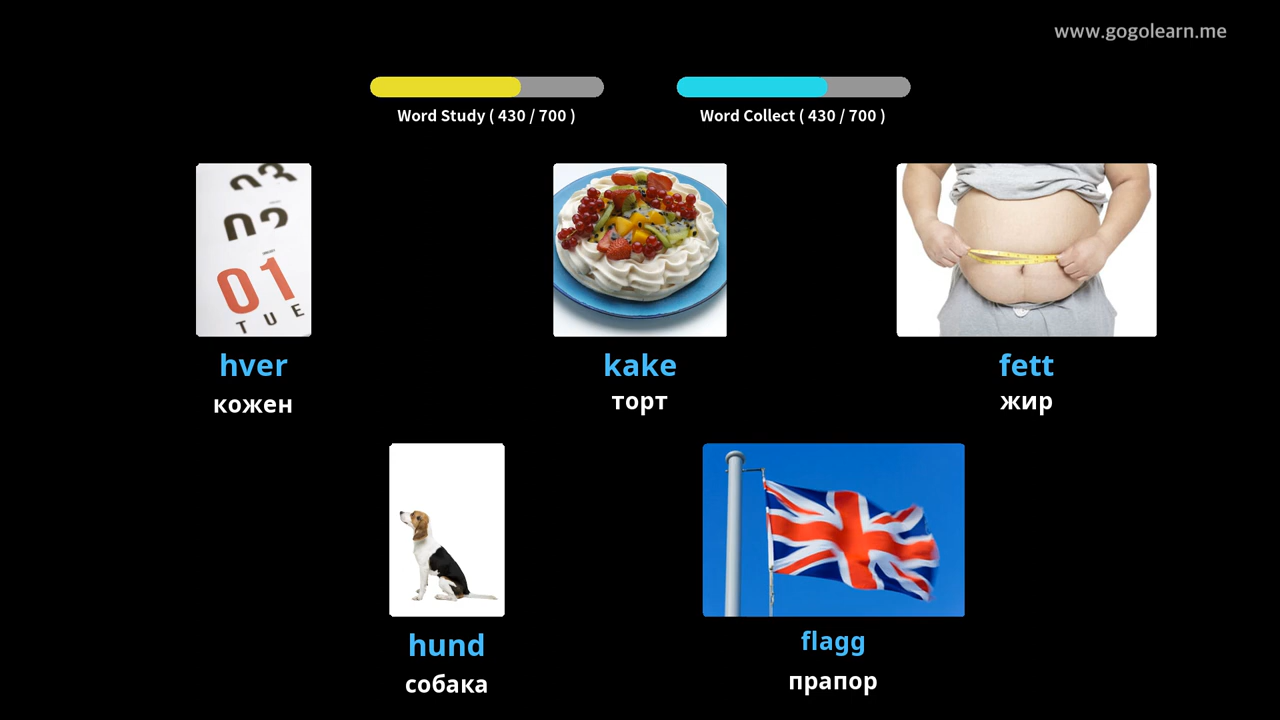 www.gogolearn.me
Word Study ( 430 / 700 )
Word Collect ( 430 / 700 )
01
TUE
hver
кожен
kake
торт
fett
жир
hund
собака
flagg
прапор